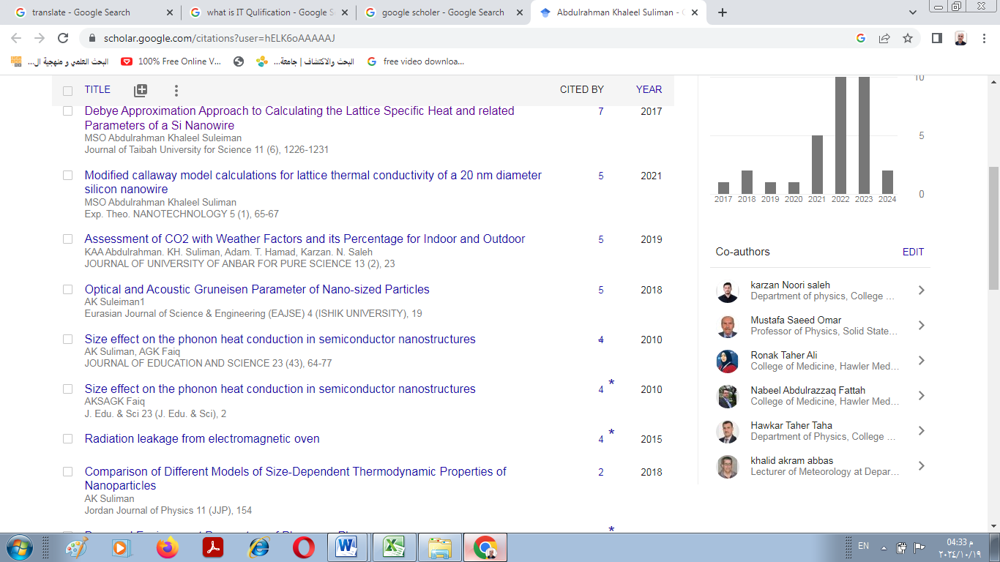 translate - Google Search
what is IT Qulification - Google S
google scholer - Google Search
Abdulrahman Khaleel Suliman - G
scholar.google.com/citations?user=hELK6oAAAAAJ
البحث العلمي و منهجية ال...
100% Free Online V...
البحث والاكتشاف | جامعة...
free video downloa...
TITLE
CITED BY
YEAR
Debye Approximation Approach to Calculating the Lattice Specific Heat and related
7
2017
Parameters of a Si Nanowire
MSO Abdulrahman Khaleel Suleiman
Journal of Taibah University for Science 11 (6), 1226-1231
Modified callaway model calculations for lattice thermal conductivity of a 20 nm diameter
5
2021
silicon nanowire
MSO Abdulrahman Khaleel Suliman
Exp. Theo. NANOTECHNOLOGY 5 (1), 65-67
Assessment of CO2 with Weather Factors and its Percentage for Indoor and Outdoor
5
2019
KAA Abdulrahman. KH. Suliman, Adam. T. Hamad, Karzan. N. Saleh
JOURNAL OF UNIVERSITY OF ANBAR FOR PURE SCIENCE 13 (2), 23
Optical and Acoustic Gruneisen Parameter of Nano-sized Particles
5
2018
AK Suleiman1
Eurasian Journal of Science & Engineering (EAJSE) 4 (ISHIK UNIVERSITY), 19
Size effect on the phonon heat conduction in semiconductor nanostructures
4
2010
AK Suliman, AGK Faiq
JOURNAL OF EDUCATION AND SCIENCE 23 (43), 64-77
Size effect on the phonon heat conduction in semiconductor nanostructures
4 *
2010
AKSAGK Faiq
J. Edu. & Sci 23 (J. Edu. & Sci), 2
Radiation leakage from electromagnetic oven
4 *
2015
Comparison of Different Models of Size-Dependent Thermodynamic Properties of
2
2018
Nanoparticles
AK Suliman
Jordan Journal of Physics 11 (JJP), 154
*
10
5
0
2017 2018 2019 2020 2021 2022 2023 2024
Co-authors
EDIT
karzan Noori saleh
Department of physics, College ...
Mustafa Saeed Omar
Professor of Physics, Solid State...
Ronak Taher Ali
College of Medicine, Hawler Med...
Nabeel Abdulrazzaq Fattah
College of Medicine, Hawler Med...
Hawkar Taher Taha
Department of Physics, College ...
khalid akram abbas
Lecturer of Meteorology at Depar...
EN
04:33 م
٢٠٢٤/١٠/١٩